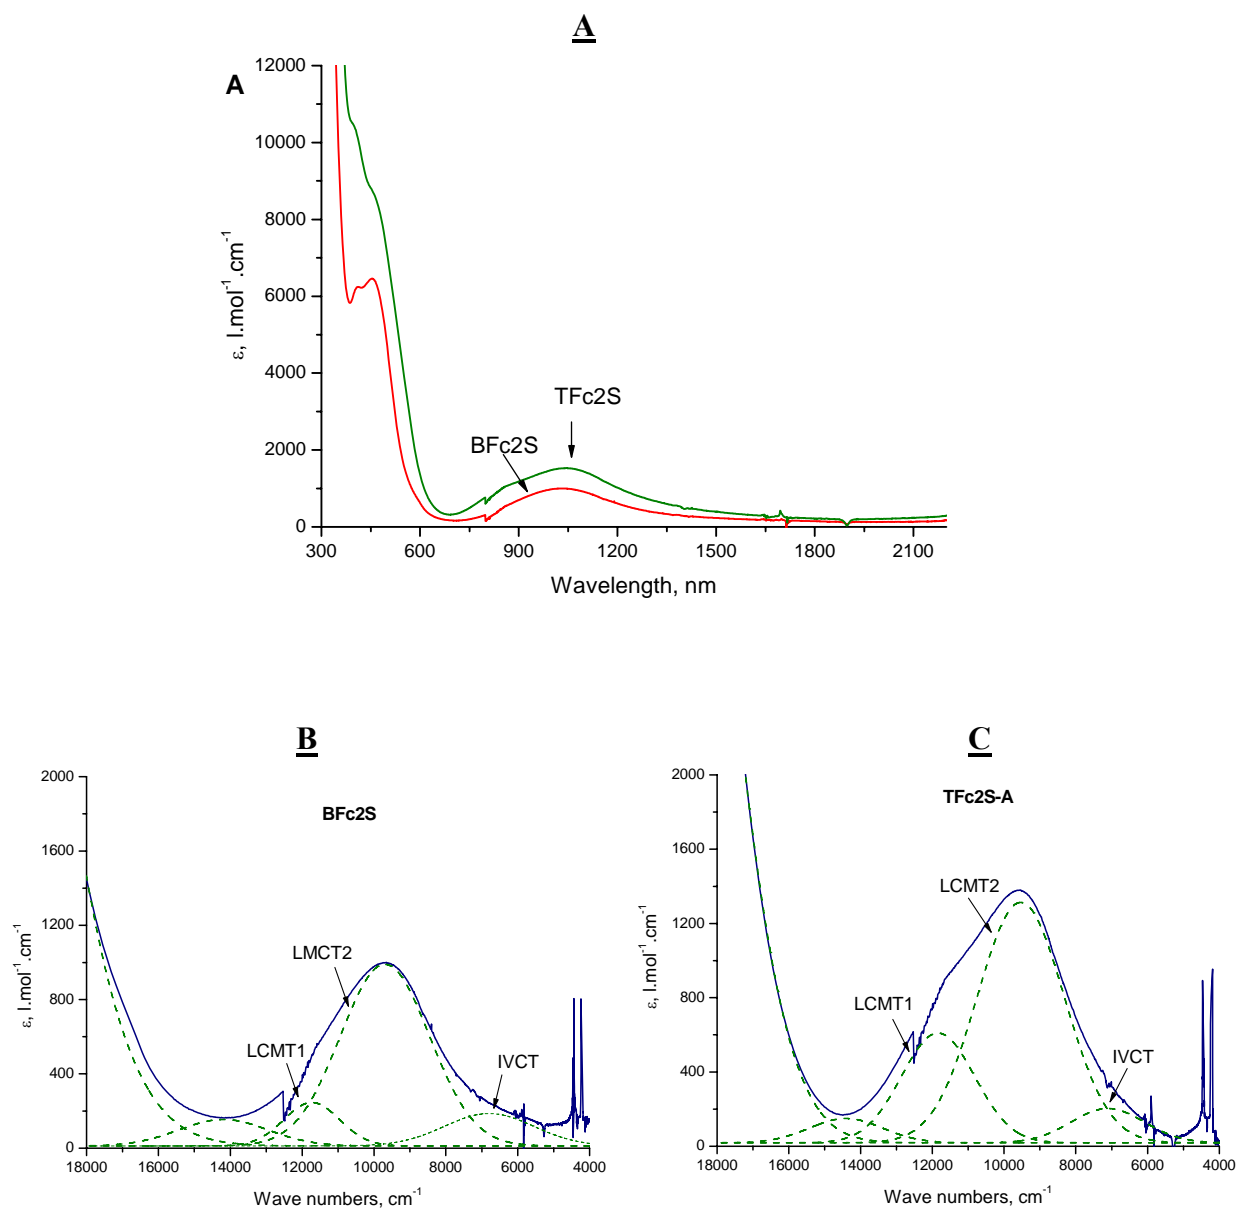 A
A
12000
10000
8000
6000
4000
2000
0
ε, l.mol⁻¹.cm⁻¹
TFc2S
BFc2S
300 600 900 1200 1500 1800 2100
Wavelength, nm
B
2000
1600
1200
800
400
0
ε, l.mol⁻¹.cm⁻¹
BFc2S
LMCT2
LCMT1
IVCT
18000 16000 14000 12000 10000 8000 6000 4000
Wave numbers, cm⁻¹
C
2000
1600
1200
800
400
0
ε, l.mol⁻¹.cm⁻¹
TFc2S-A
LCMT2
LCMT1
IVCT
18000 16000 14000 12000 10000 8000 6000 4000
Wave numbers, cm⁻¹